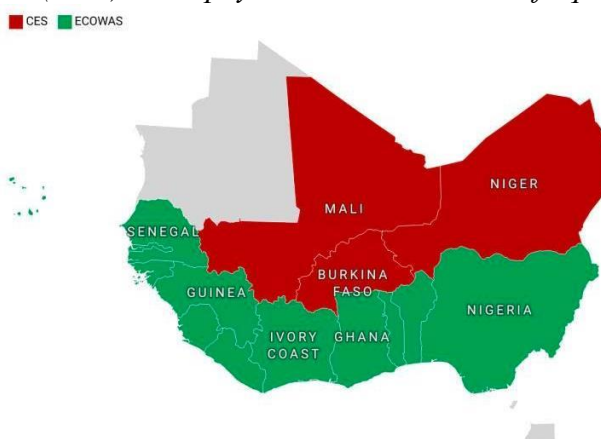 CES ECOWAS
NIGER
MALI
SENEGAL
BURKINA
FASO
GUINEA
NIGERIA
IVORY
COAST
GHANA